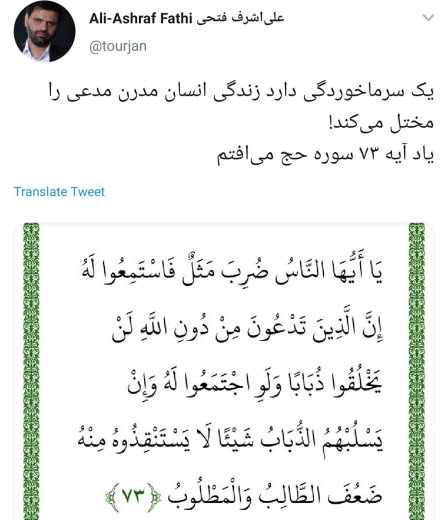 Ali-Ashraf Fathi علی‌اشرف فتحی
@tourjan
یک سرماخوردگی دارد زندگی انسان مدرن مدعی را
مختل می‌کند!
یاد آیه ۷۳ سوره حج می‌افتم
Translate Tweet
يَا أَيُّهَا النَّاسُ ضُرِبَ مَثَلٌ فَاسْتَمِعُوا لَهُ
إِنَّ الَّذِينَ تَدْعُونَ مِنْ دُونِ اللَّهِ لَنْ
يَخْلُقُوا ذُبَابًا وَلَوِ اجْتَمَعُوا لَهُ وَإِنْ
يَسْلُبْهُمُ الذُّبَابُ شَيْئًا لَا يَسْتَنْقِذُوهُ مِنْهُ
ضَعُفَ الطَّالِبُ وَالْمَطْلُوبُ ﴿۷۳﴾